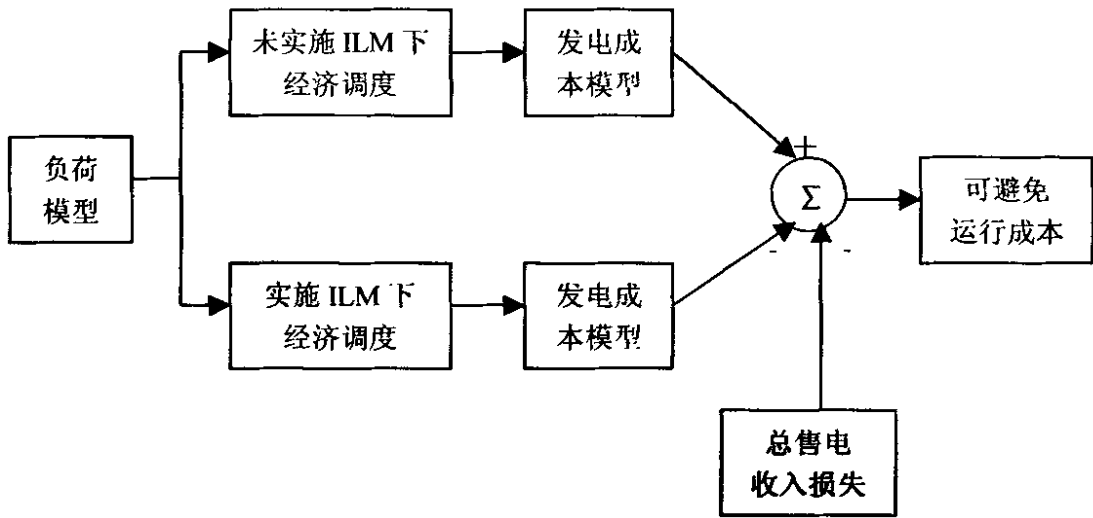 未实施 ILM 下
经济调度
发电成
本模型
负荷
模型
+
Σ
-
-
可避免
运行成本
实施 ILM 下
经济调度
发电成
本模型
总售电
收入损失